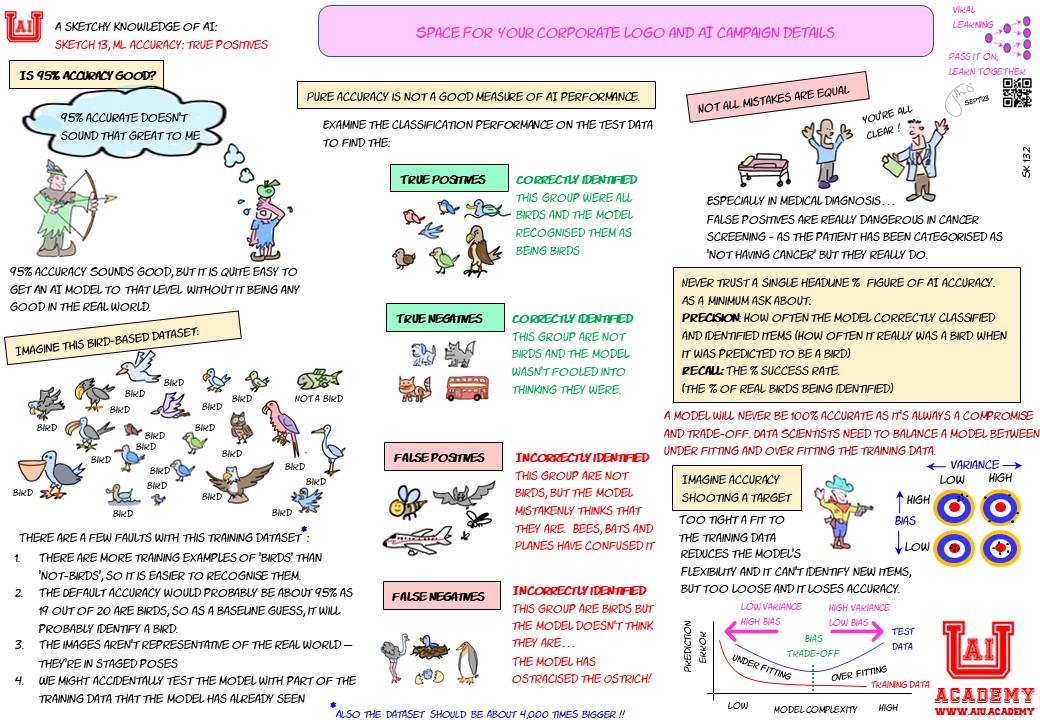 AI
A SKETCHY KNOWLEDGE OF AI:
SKETCH 13, ML ACCURACY: TRUE POSITIVES
SPACE FOR YOUR CORPORATE LOGO AND AI CAMPAIGN DETAILS
VIRAL
LEARNING
PASS IT ON,
LEARN TOGETHER
SEPT23
SK 13.2
IS 95% ACCURACY GOOD?
95% ACCURATE DOESN'T
SOUND THAT GREAT TO ME
95% ACCURACY SOUNDS GOOD, BUT IT IS QUITE EASY TO
GET AN AI MODEL TO THAT LEVEL WITHOUT IT BEING ANY
GOOD IN THE REAL WORLD.
IMAGINE THIS BIRD-BASED DATASET:
BIRD
BIRD
BIRD
BIRD
BIRD
NOT A BIRD
BIRD
BIRD
BIRD
BIRD
BIRD
BIRD
BIRD
BIRD
BIRD
BIRD
BIRD
BIRD
BIRD
BIRD
THERE ARE A FEW FAULTS WITH THIS TRAINING DATASET*:
1. THERE ARE MORE TRAINING EXAMPLES OF 'BIRDS' THAN
'NOT-BIRDS', SO IT IS EASIER TO RECOGNISE THEM.
2. THE DEFAULT ACCURACY WOULD PROBABLY BE ABOUT 95% AS
19 OUT OF 20 ARE BIRDS, SO AS A BASELINE GUESS, IT WILL
PROBABLY IDENTIFY A BIRD.
3. THE IMAGES AREN'T REPRESENTATIVE OF THE REAL WORLD –
THEY'RE IN STAGED POSES
4. WE MIGHT ACCIDENTALLY TEST THE MODEL WITH PART OF THE
TRAINING DATA THAT THE MODEL HAS ALREADY SEEN
*ALSO THE DATASET SHOULD BE ABOUT 4,000 TIMES BIGGER !!
PURE ACCURACY IS NOT A GOOD MEASURE OF AI PERFORMANCE.
EXAMINE THE CLASSIFICATION PERFORMANCE ON THE TEST DATA
TO FIND THE:
TRUE POSITIVES
CORRECTLY IDENTIFIED
THIS GROUP WERE ALL
BIRDS AND THE MODEL
RECOGNISED THEM AS
BEING BIRDS
TRUE NEGATIVES
CORRECTLY IDENTIFIED
THIS GROUP ARE NOT
BIRDS AND THE MODEL
WASN'T FOOLED INTO
THINKING THEY WERE.
FALSE POSITIVES
INCORRECTLY IDENTIFIED
THIS GROUP ARE NOT
BIRDS, BUT THE MODEL
MISTAKENLY THINKS THAT
THEY ARE. BEES, BATS AND
PLANES HAVE CONFUSED IT
FALSE NEGATIVES
INCORRECTLY IDENTIFIED
THIS GROUP ARE BIRDS BUT
THE MODEL DOESN'T THINK
THEY ARE...
THE MODEL HAS
OSTRACISED THE OSTRICH!
NOT ALL MISTAKES ARE EQUAL
YOU'RE ALL
CLEAR !
ESPECIALLY IN MEDICAL DIAGNOSIS...
FALSE POSITIVES ARE REALLY DANGEROUS IN CANCER
SCREENING - AS THE PATIENT HAS BEEN CATEGORISED AS
'NOT HAVING CANCER' BUT THEY REALLY DO.
NEVER TRUST A SINGLE HEADLINE % FIGURE OF AI ACCURACY.
AS A MINIMUM ASK ABOUT:
PRECISION: HOW OFTEN THE MODEL CORRECTLY CLASSIFIED
AND IDENTIFIED ITEMS (HOW OFTEN IT REALLY WAS A BIRD WHEN
IT WAS PREDICTED TO BE A BIRD)
RECALL: THE % SUCCESS RATE.
(THE % OF REAL BIRDS BEING IDENTIFIED)
A MODEL WILL NEVER BE 100% ACCURATE AS IT'S ALWAYS A COMPROMISE
AND TRADE-OFF. DATA SCIENTISTS NEED TO BALANCE A MODEL BETWEEN
UNDER FITTING AND OVER FITTING THE TRAINING DATA.
IMAGINE ACCURACY
SHOOTING A TARGET
TOO TIGHT A FIT TO
THE TRAINING DATA
REDUCES THE MODEL'S
FLEXIBILITY AND IT CAN'T IDENTIFY NEW ITEMS,
BUT TOO LOOSE AND IT LOSES ACCURACY.
VARIANCE
LOW HIGH
HIGH
BIAS
LOW
LOW VARIANCE
HIGH BIAS
HIGH VARIANCE
LOW BIAS
BIAS
TRADE-OFF
TEST
DATA
PREDICTION
ERROR
UNDER FITTING
OVER FITTING
TRAINING DATA
LOW MODEL COMPLEXITY HIGH
AI
ACADEMY
WWW.AIU.ACADEMY